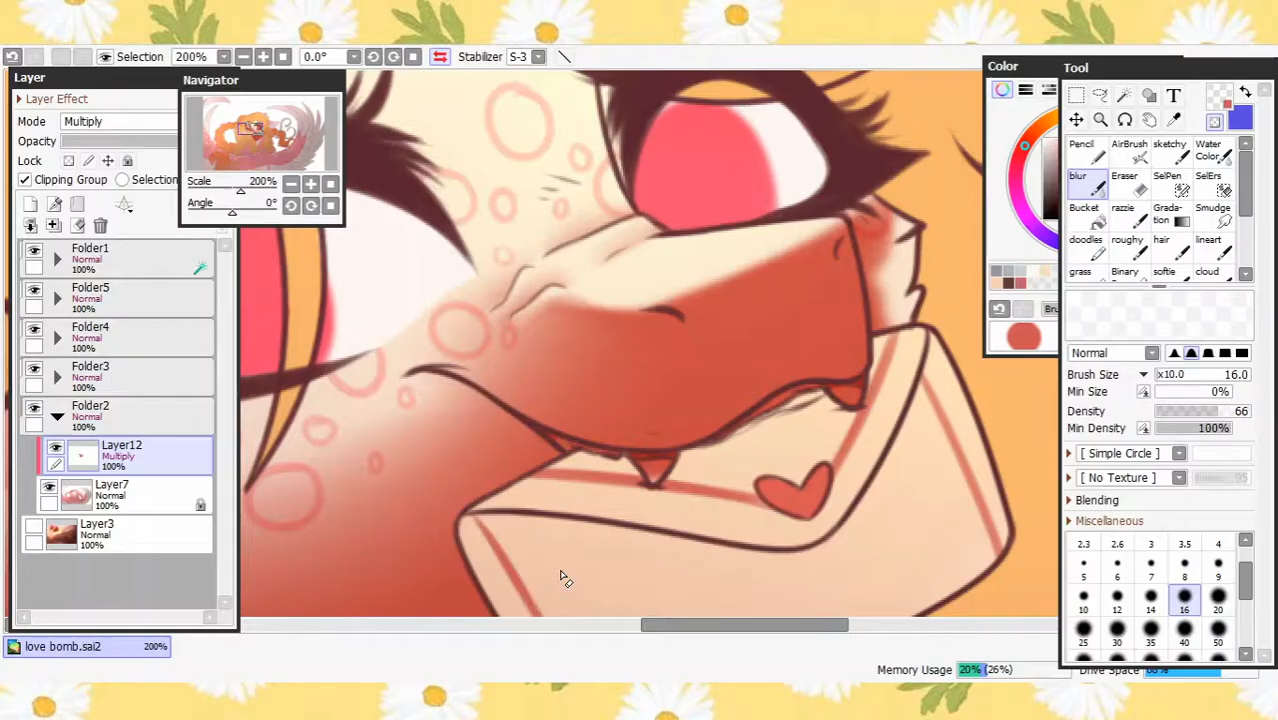 Selection 200% 0.0° Stabilizer S-3
Layer
Layer Effect
Mode Multiply
Opacity
Lock
Clipping Group Selection
Navigator
Scale 200%
Angle 0°
Folder1
Normal
100%
Folder5
Normal
100%
Folder4
Normal
100%
Folder3
Normal
100%
Folder2
Normal
100%
Layer12
Multiply
100%
Layer7
Normal
100%
Layer3
Normal
100%
love bomb.sai2 200%
Color
Tool
T
Pencil AirBrush sketchy Water Color
blur Eraser SelPen SelErs
Bucket razzie Grada-tion Smudge
doodles roughy hair lineart
grass Binary softie cloud
Normal
Brush Size x10.0 16.0
Min Size 0%
Density 66
Min Density 100%
[ Simple Circle ]
[ No Texture ] 95
Blending
Miscellaneous
2.3 2.6 3 3.5 4
5 6 7 8 9
10 12 14 16 20
25 30 35 40 50
Memory Usage 20% (26%) Drive Space